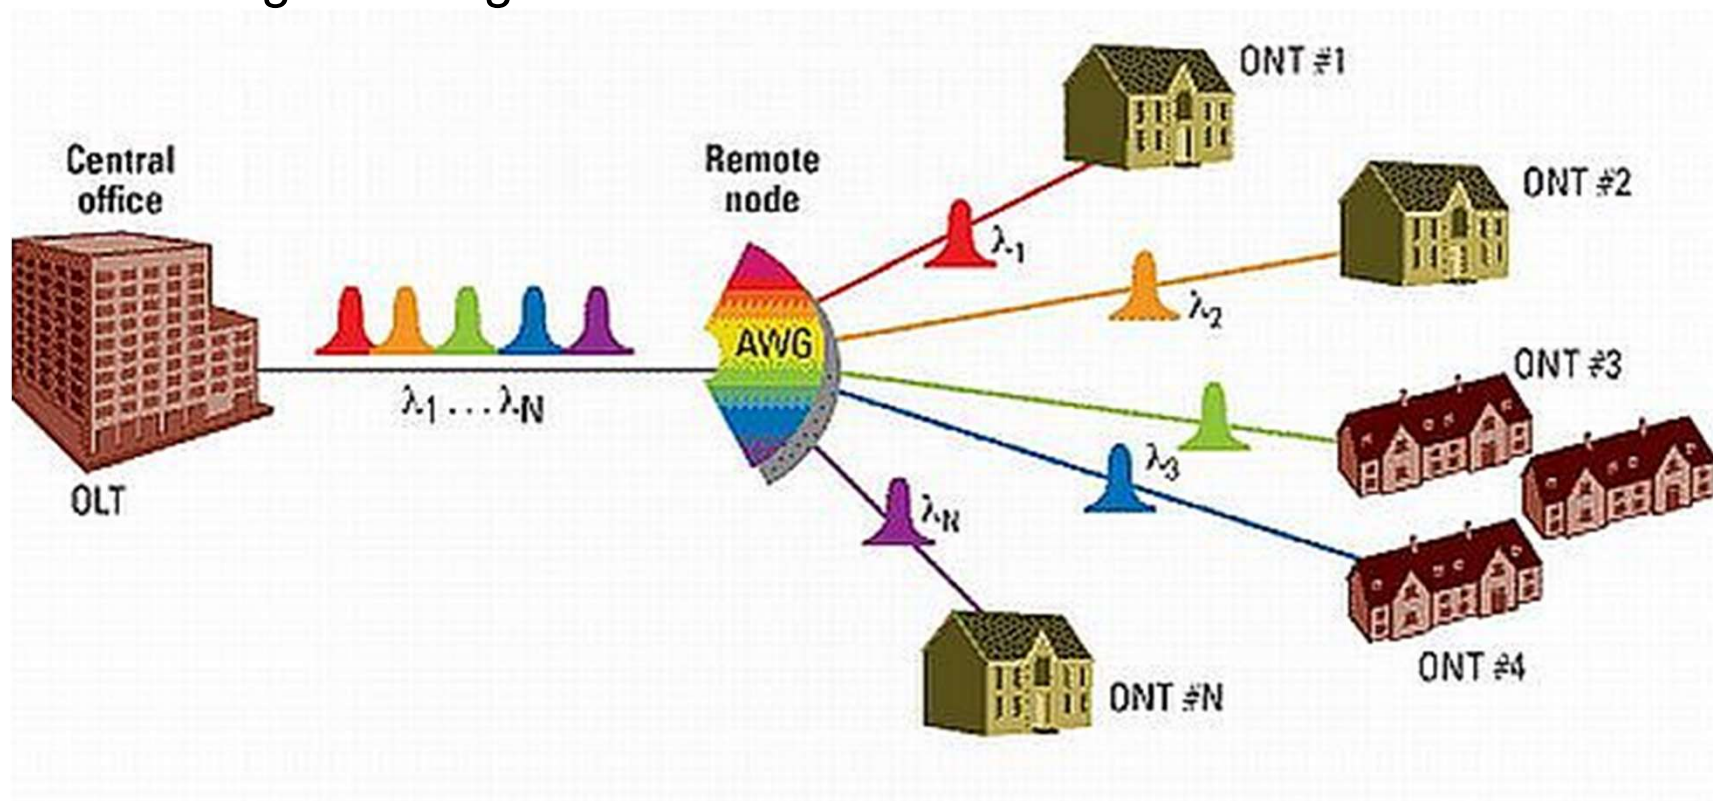 Central
office
OLT
λ1 . . . λN
Remote
node
AWG
λ1
λ2
λ3
λN
ONT #1
ONT #2
ONT #3
ONT #4
ONT #N